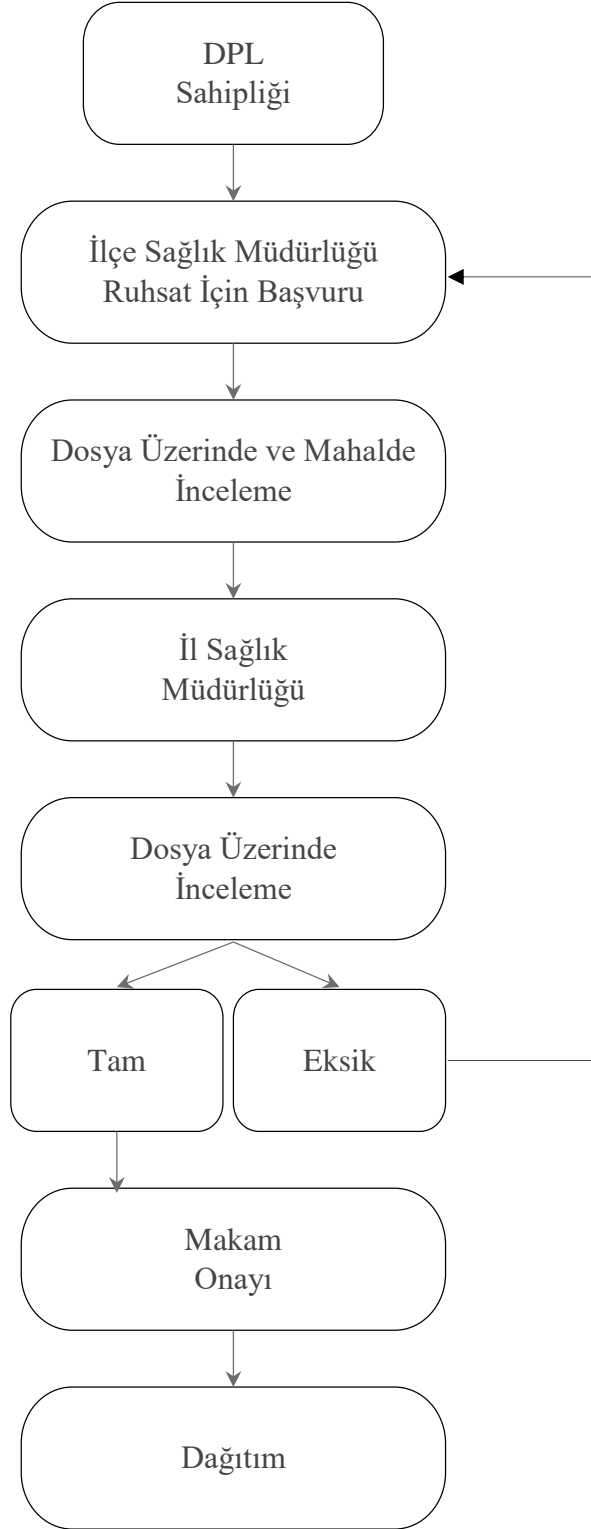 DPL
Sahipliği
İlçe Sağlık Müdürlüğü
Ruhsat İçin Başvuru
Dosya Üzerinde ve Mahalde
İnceleme
İl Sağlık
Müdürlüğü
Dosya Üzerinde
İnceleme
Tam
Eksik
Makam
Onayı
Dağıtım